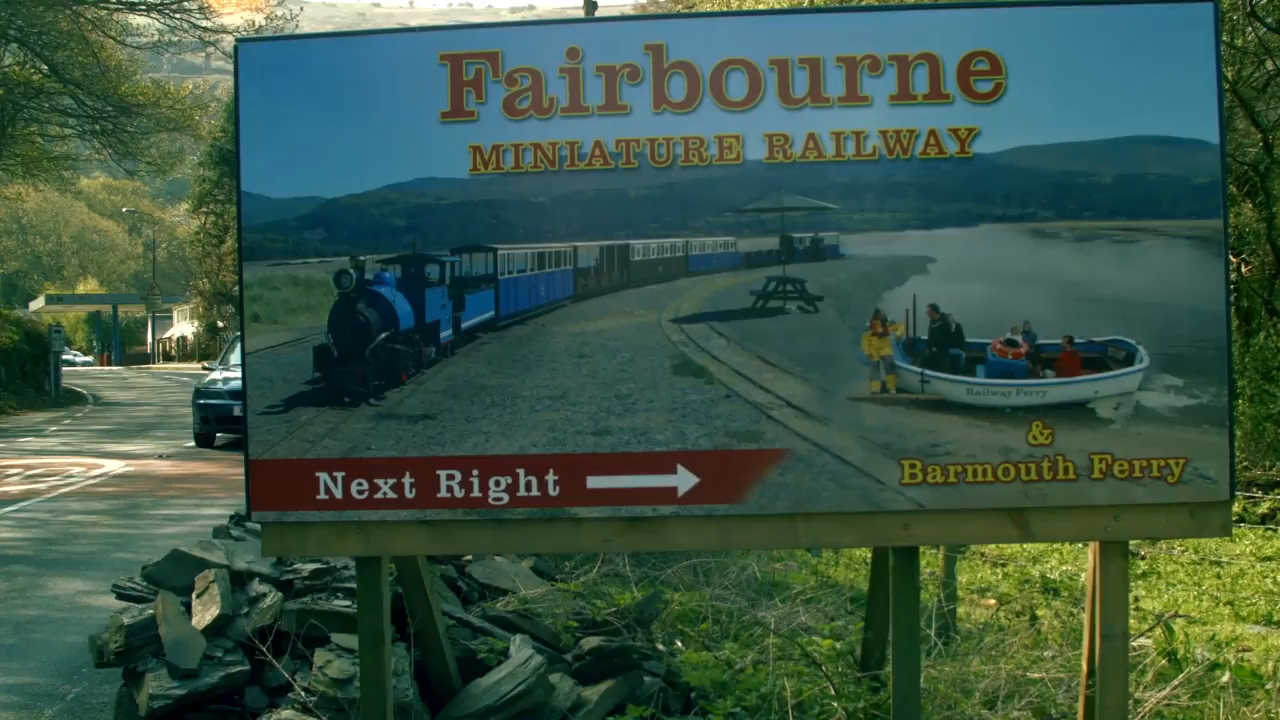 Fairbourne
MINIATURE RAILWAY
Railway Ferry
&
Barmouth Ferry
Next Right